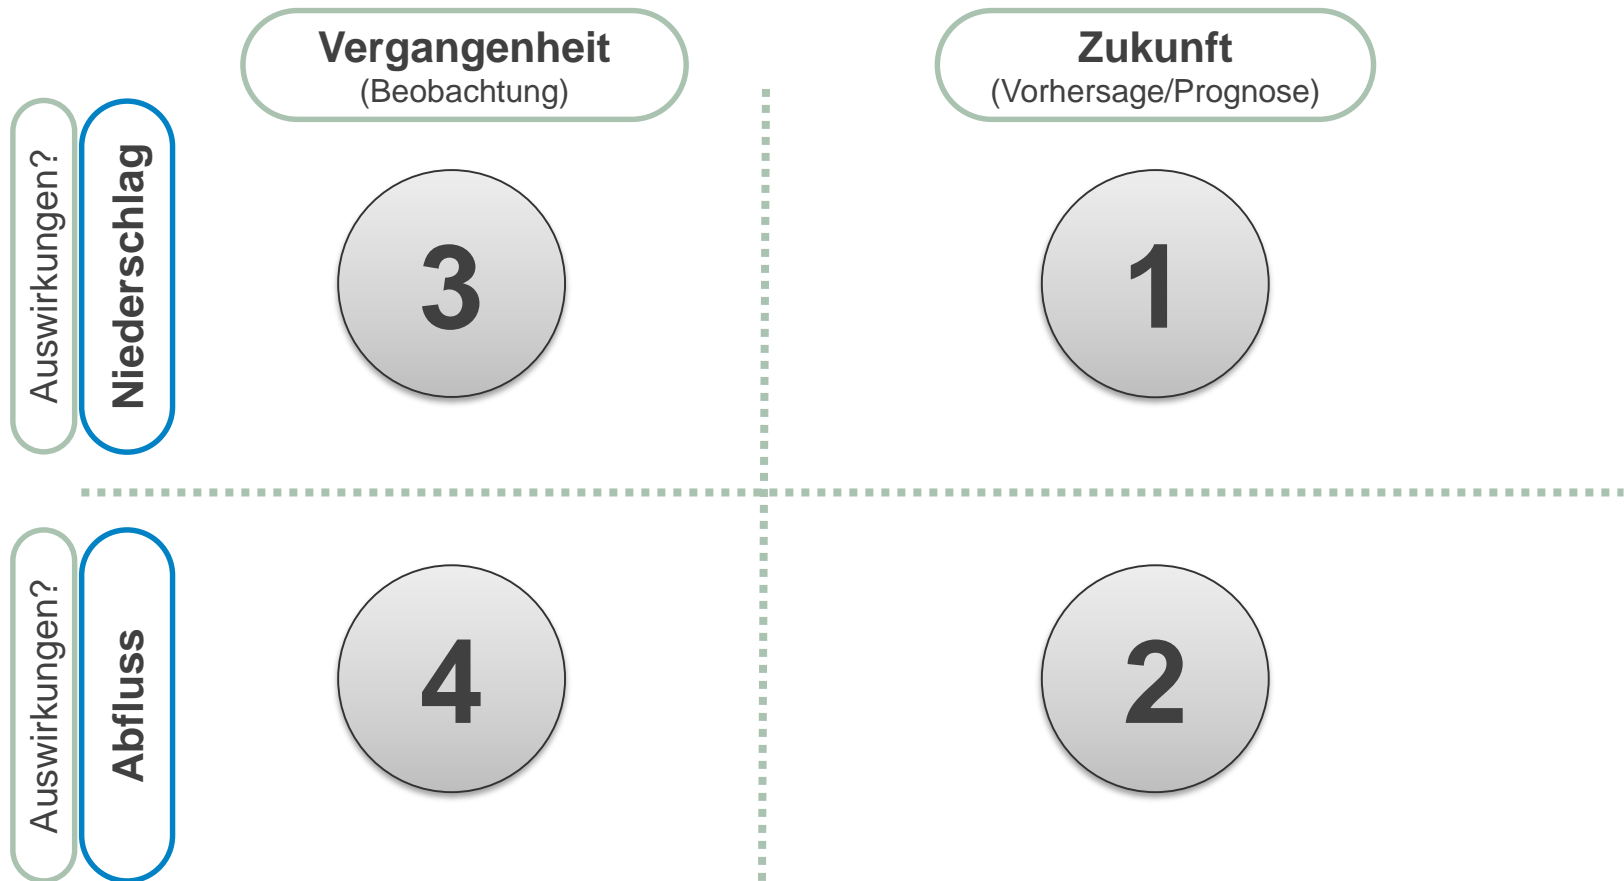 Vergangenheit
(Beobachtung)
Zukunft
(Vorhersage/Prognose)
Auswirkungen?
Niederschlag
3
1
Auswirkungen?
Abfluss
4
2